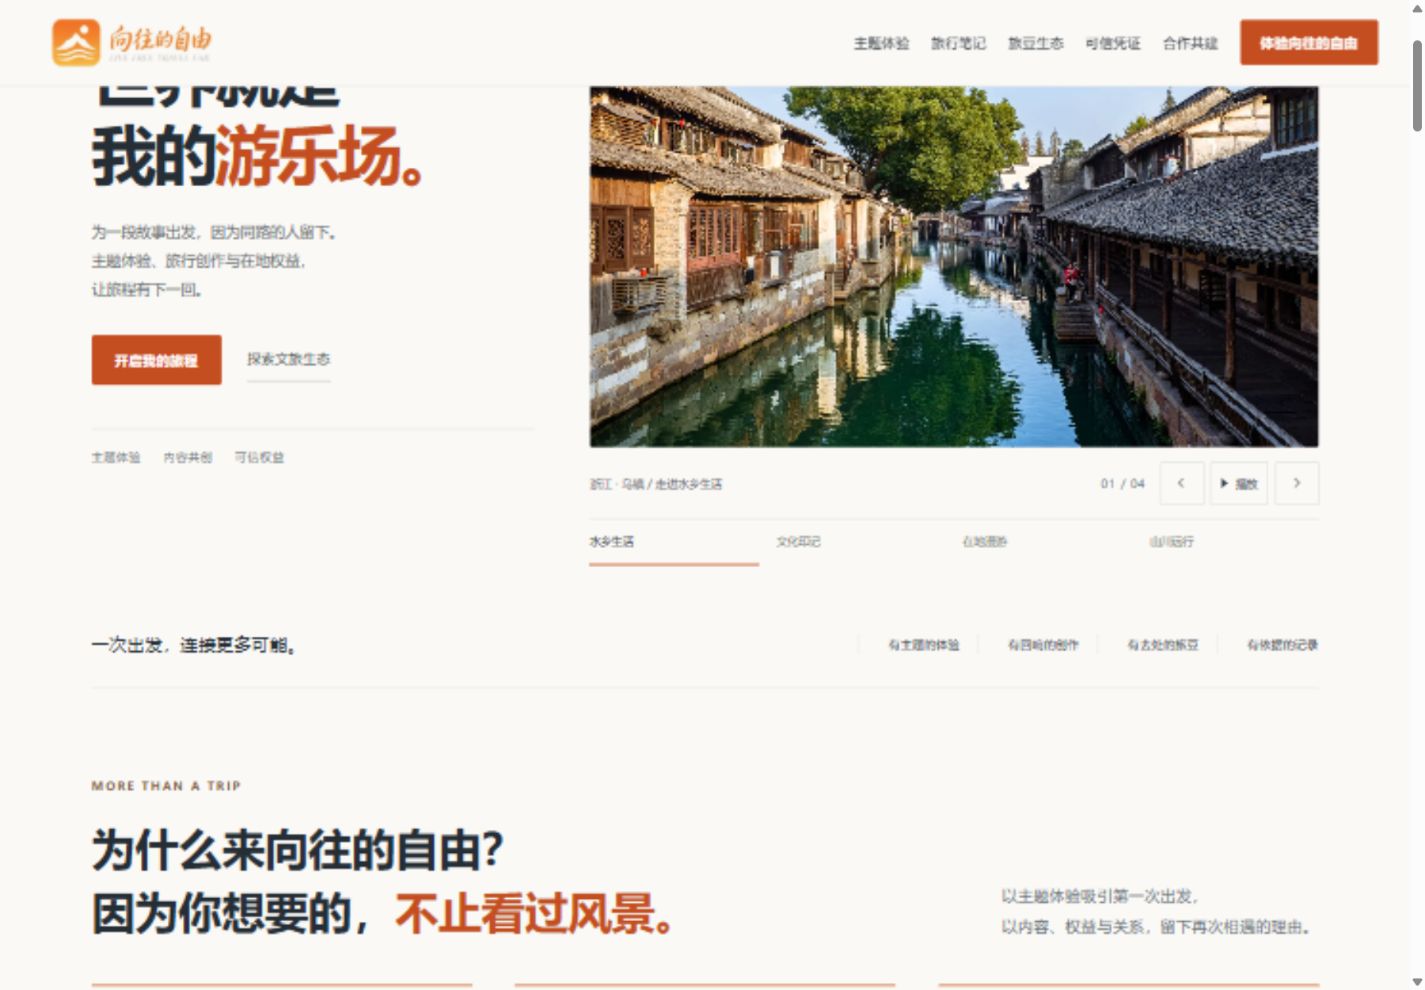 向往的自由
主题体验
旅行笔记
旅豆生态
可信凭证
合作共建
体验向往的自由
世界就是
我的游乐场。
为一段故事出发，因为同路的人留下。
主题体验、旅行创作与在地权益，
让旅程有下一回。
开启我的旅程
探索文旅生态
主题体验
内容共创
可信权益
浙江 · 乌镇 / 走进水乡生活
01 / 04
播放
水乡生活
文化印记
在地漫游
山川远行
一次出发，连接更多可能。
有主题的体验
有回响的创作
有去处的旅豆
有依据的记录
MORE THAN A TRIP
为什么来向往的自由？
因为你想要的，不止看过风景。
以主题体验吸引第一次出发，
以内容、权益与关系，留下再次相遇的理由。